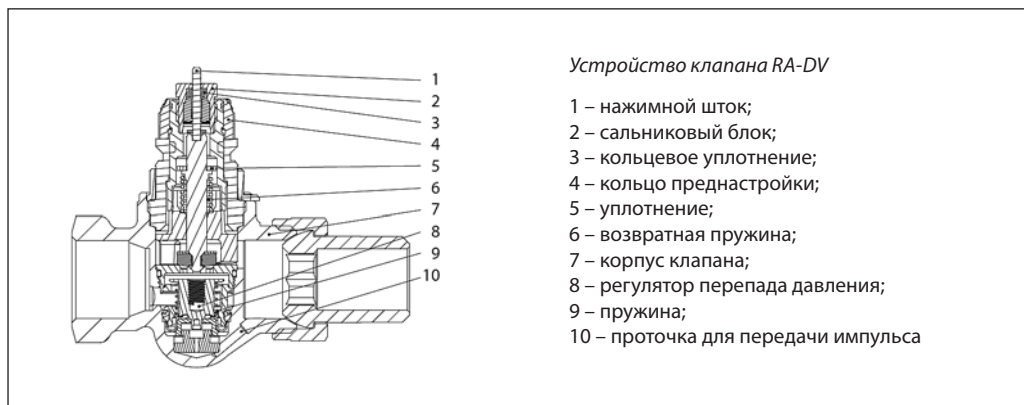 1
2
3
4
5
6
7
8
9
10
Устройство клапана RA-DV
1 – нажимной шток;
2 – сальниковый блок;
3 – кольцевое уплотнение;
4 – кольцо преднастройки;
5 – уплотнение;
6 – возвратная пружина;
7 – корпус клапана;
8 – регулятор перепада давления;
9 – пружина;
10 – проточка для передачи импульса